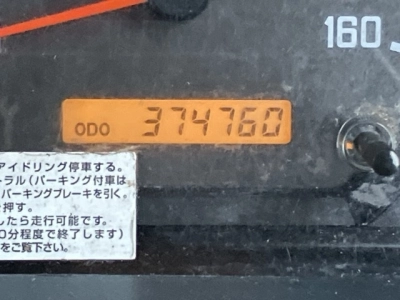 160
ODO 374760
アイドリング停車する。
ラル(パーキング付車は
パーキングブレーキを引く。
押す。
したら走行可能です。
0分程度で終了します)
をご覧下さい。